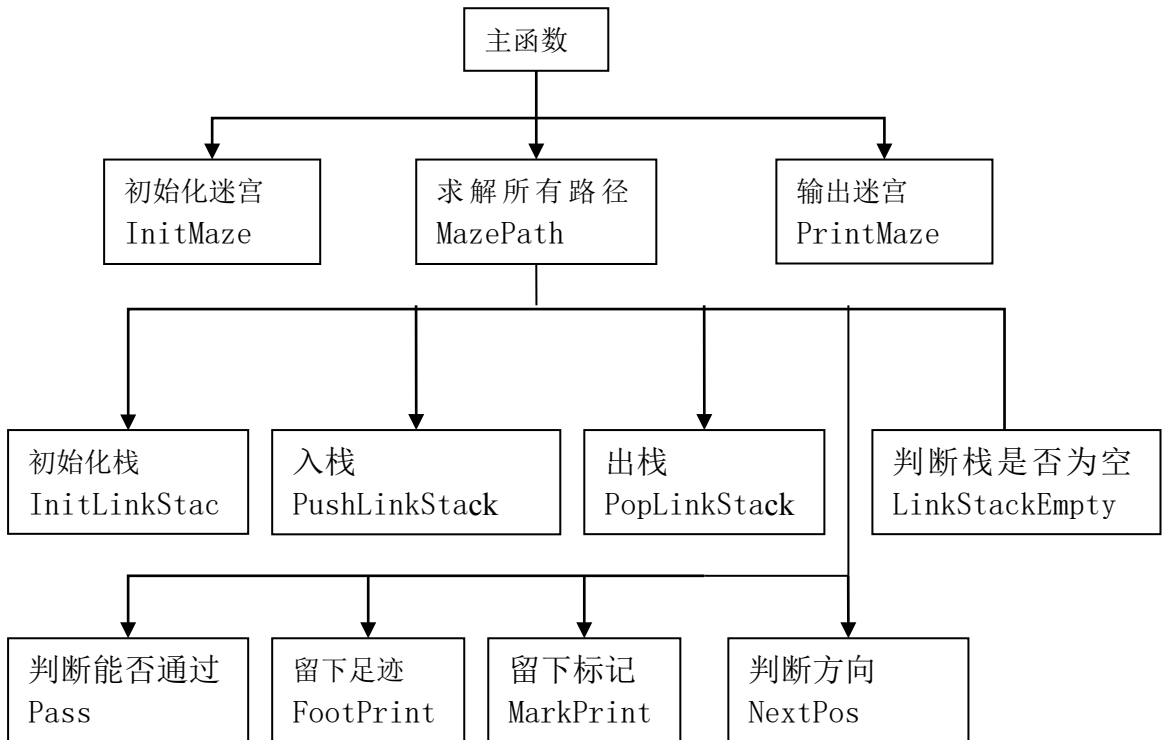 主函数
初始化迷宫
InitMaze
求解所有路径
MazePath
输出迷宫
PrintMaze
初始化栈
InitLinkStac
入栈
PushLinkStack
出栈
PopLinkStack
判断栈是否为空
LinkStackEmpty
判断能否通过
Pass
留下足迹
FootPrint
留下标记
MarkPrint
判断方向
NextPos